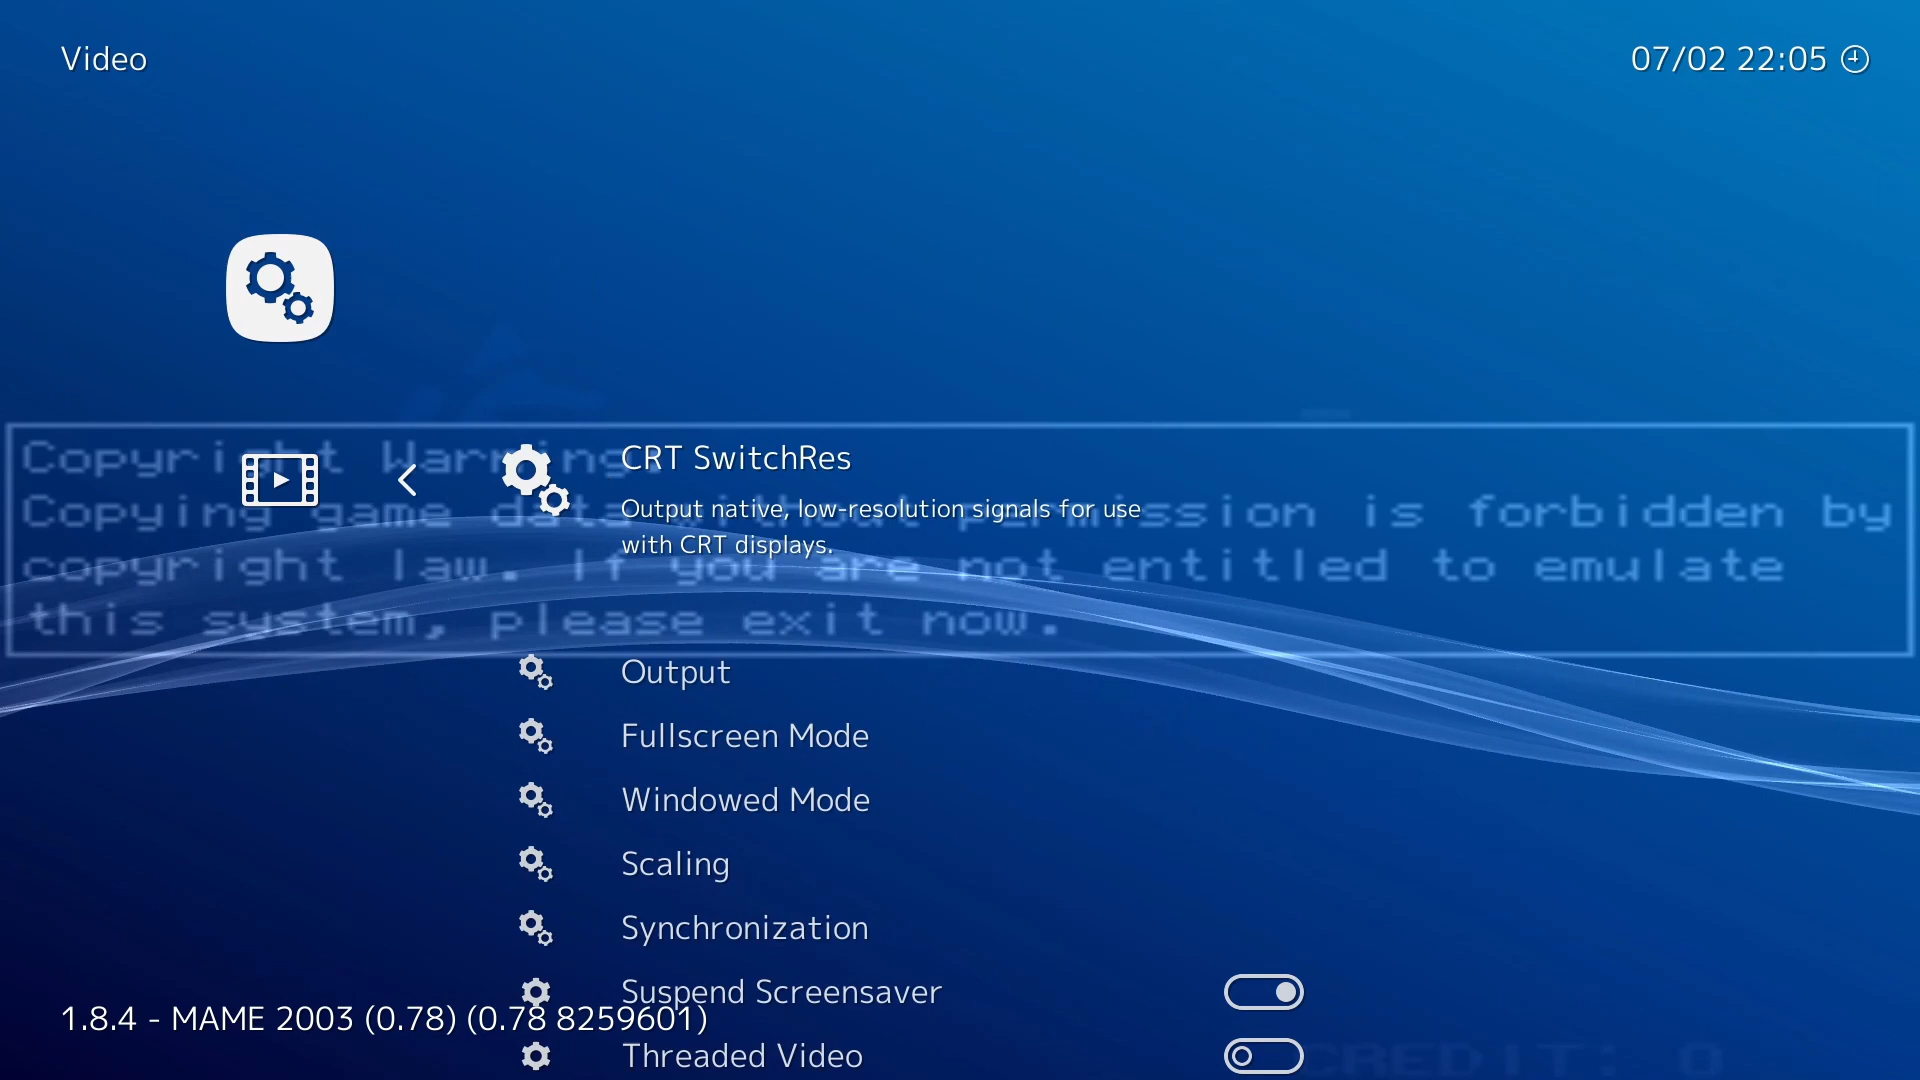 Video
07/02 22:05
Copyright Warning:
CRT SwitchRes
Copying game data without permission is forbidden by
Output native, low-resolution signals for use
with CRT displays.
copyright law. If you are not entitled to emulate
this system, please exit now.
Output
Fullscreen Mode
Windowed Mode
Scaling
Synchronization
Suspend Screensaver
1.8.4 - MAME 2003 (0.78) (0.78 8259601)
Threaded Video
CREDIT: 0